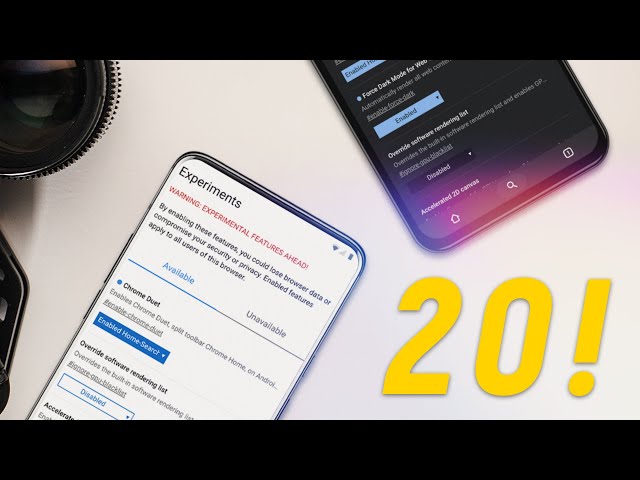 Experiments
WARNING: EXPERIMENTAL FEATURES AHEAD!
By enabling these features, you could lose browser data or
compromise your security or privacy. Enabled features
apply to all users of this browser.
Available
Unavailable
Chrome Duet
Enables Chrome Duet, split toolbar Chrome Home, on Androi...
#enable-chrome-duet
Enabled Home-Search
Override software rendering list
Overrides the built-in software rendering list
#ignore-gpu-blacklist
Disabled
Accelerated
Enabled
Force Dark Mode for Web
Automatically render all web content
#enable-force-dark
Enabled
Override software rendering list
Overrides the built-in software rendering list and enables GP...
#ignore-gpu-blacklist
Disabled
Accelerated 2D canvas
1
20!